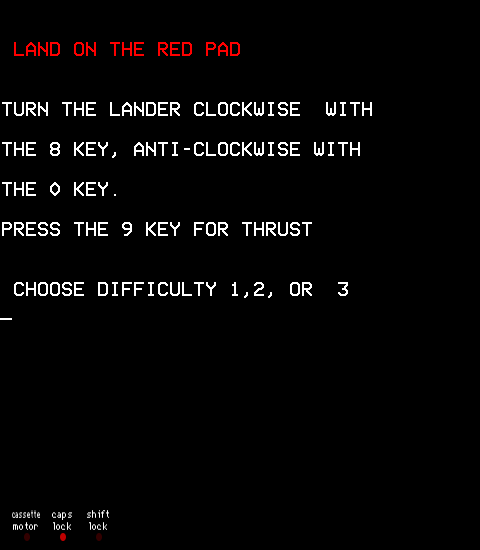 LAND ON THE RED PAD
TURN THE LANDER CLOCKWISE  WITH
THE 8 KEY, ANTI-CLOCKWISE WITH
THE 0 KEY.
PRESS THE 9 KEY FOR THRUST
CHOOSE DIFFICULTY 1,2, OR  3
_
cassette motor
caps lock
shift lock